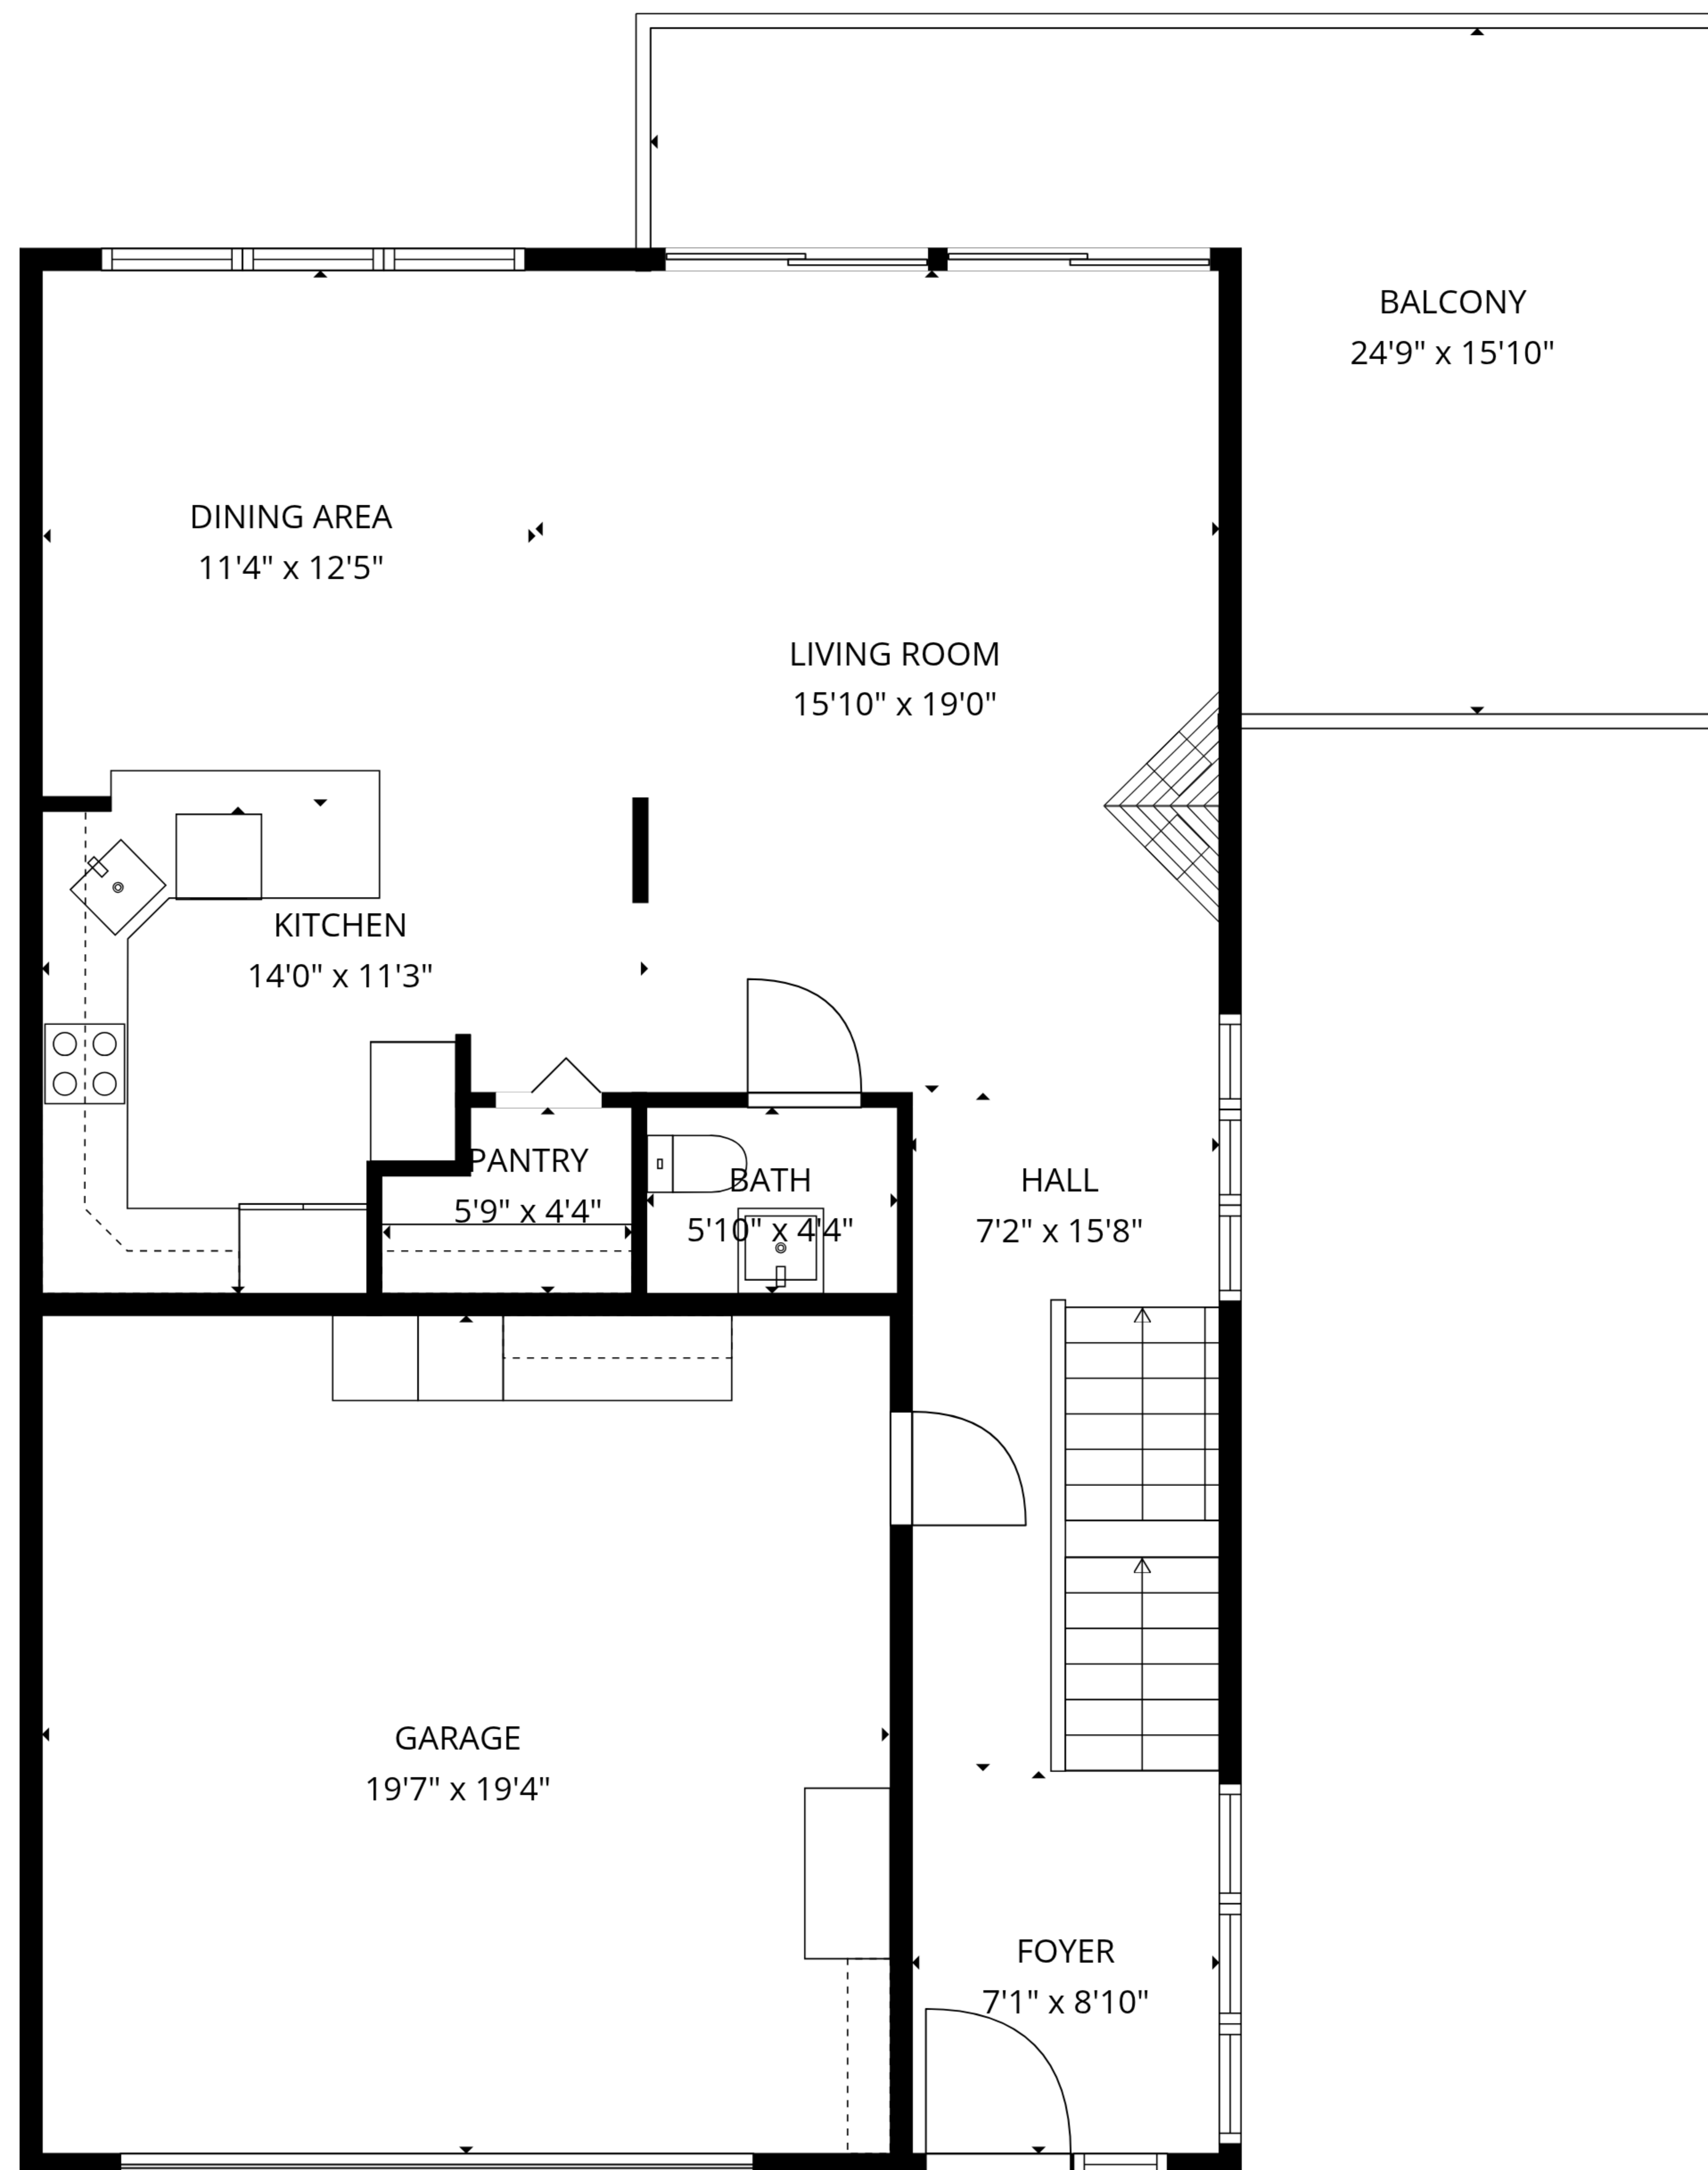 BALCONY
24'9" x 15'10"
DINING AREA
11'4" x 12'5"
LIVING ROOM
15'10" x 19'0"
KITCHEN
14'0" x 11'3"
PANTRY
5'9" x 4'4"
BATH
5'10" x 4'4"
HALL
7'2" x 15'8"
GARAGE
19'7" x 19'4"
FOYER
7'1" x 8'10"